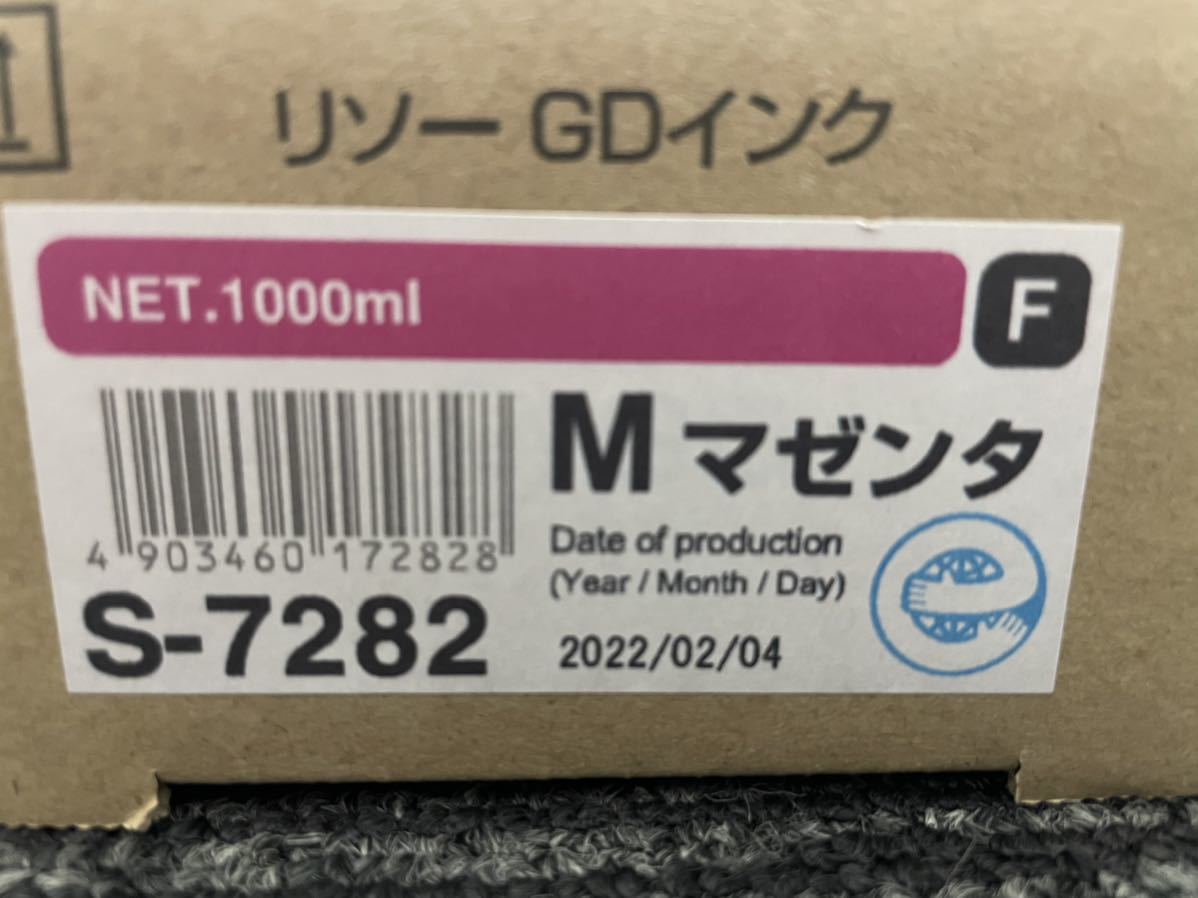 リソー GDインク
NET.1000ml
F
M マゼンタ
4 903460 172828
Date of production
(Year / Month / Day)
S-7282
2022/02/04